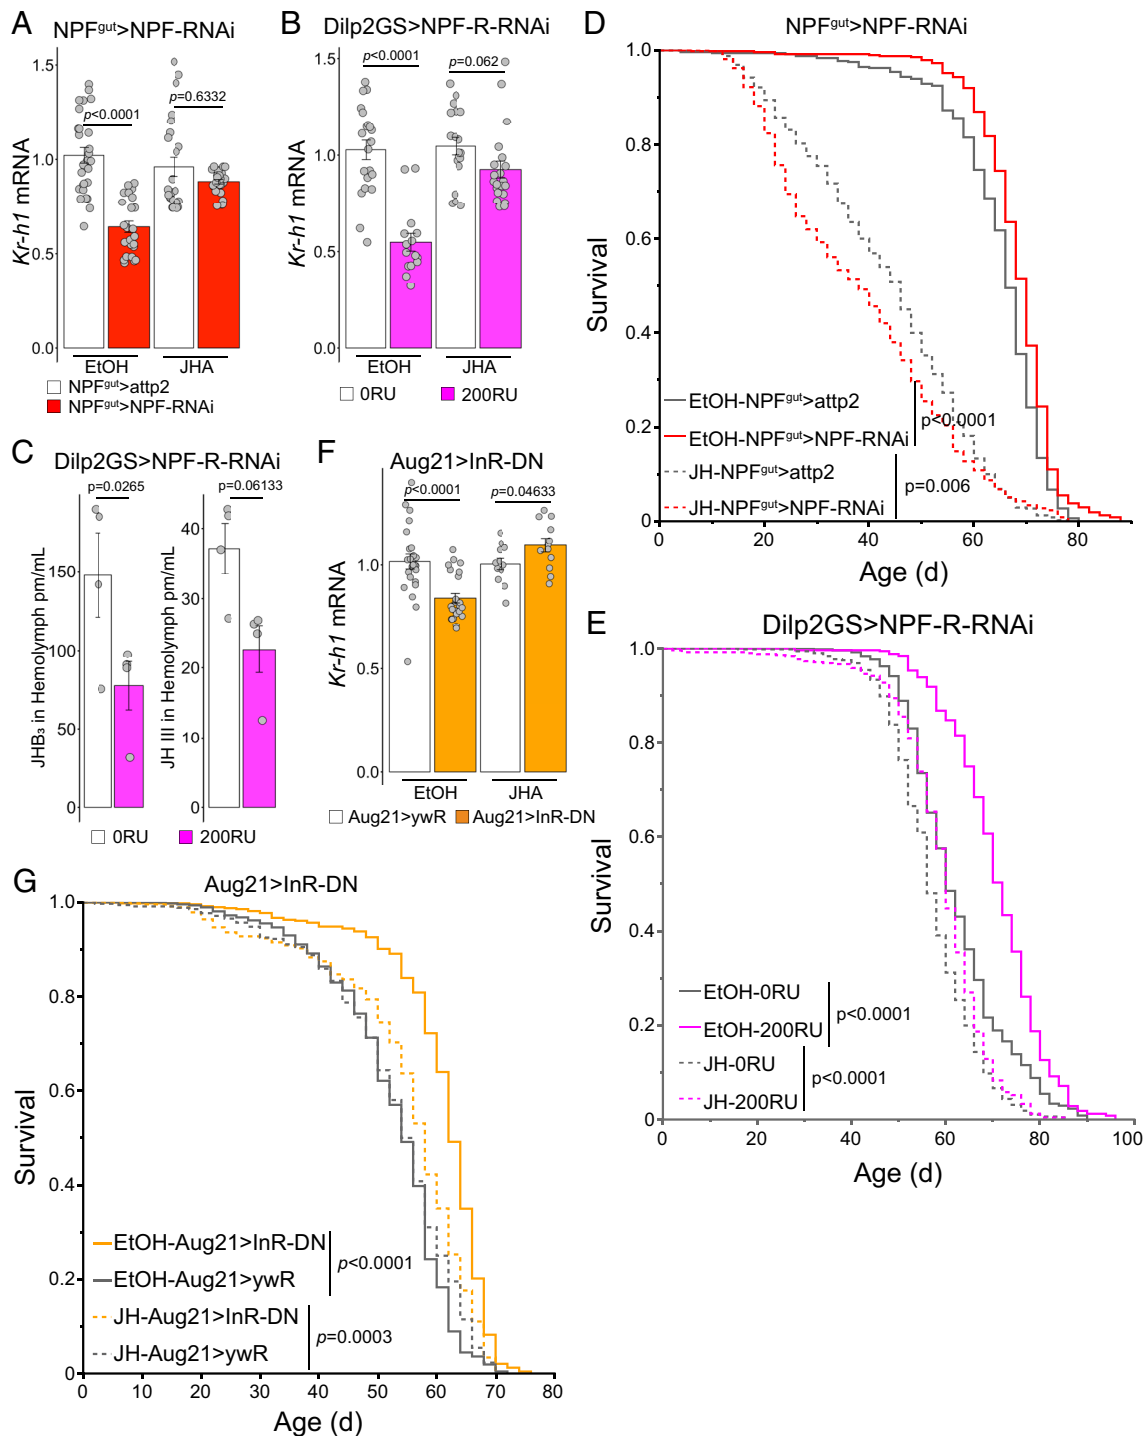 A
NPFgut>NPF-RNAi
Kr-h1 mRNA
1.5
1.0
0.5
0.0
p<0.0001
p=0.6332
EtOH
JHA
NPFgut>attp2
NPFgut>NPF-RNAi
B
Dilp2GS>NPF-R-RNAi
Kr-h1 mRNA
1.5
1.0
0.5
0.0
p<0.0001
p=0.062
EtOH
JHA
0RU
200RU
D
NPFgut>NPF-RNAi
Survival
1.0
0.8
0.6
0.4
0.2
0
EtOH-NPFgut>attp2
EtOH-NPFgut>NPF-RNAi
p<0.0001
JH-NPFgut>attp2
JH-NPFgut>NPF-RNAi
p=0.006
0 20 40 60 80
Age (d)
C
Dilp2GS>NPF-R-RNAi
p=0.0265
JHB3 in Hemolymph pm/mL
150
100
50
0
p=0.06133
JH III in Hemolymph pm/mL
40
20
0
0RU
200RU
F
Aug21>InR-DN
Kr-h1 mRNA
1.0
0.5
0.0
p<0.0001
p=0.04633
EtOH
JHA
Aug21>ywR
Aug21>InR-DN
E
Dilp2GS>NPF-R-RNAi
Survival
1.0
0.8
0.6
0.4
0.2
0
EtOH-0RU
EtOH-200RU
p<0.0001
JH-0RU
JH-200RU
p<0.0001
0 20 40 60 80 100
Age (d)
G
Aug21>InR-DN
Survival
1.0
0.8
0.6
0.4
0.2
0
EtOH-Aug21>InR-DN
EtOH-Aug21>ywR
p<0.0001
JH-Aug21>InR-DN
JH-Aug21>ywR
p=0.0003
0 10 20 30 40 50 60 70 80
Age (d)